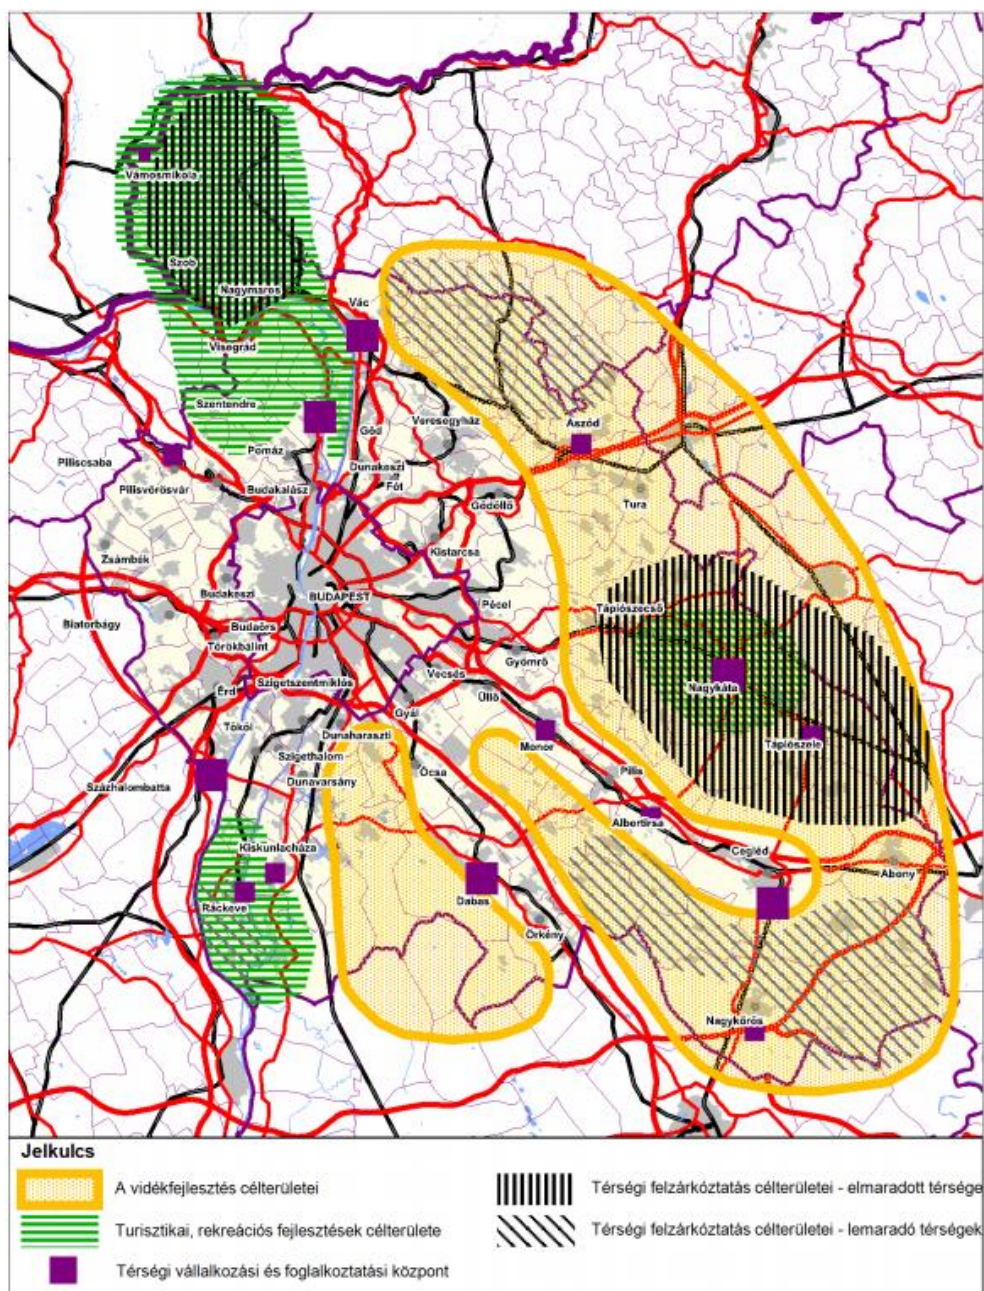 Vámosmikola
Szob
Nagymaros
Vác
Visegrád
Szentendre
Göd
Veresegyház
Aszód
Pomáz
Piliscsaba
Dunakeszi
Fót
Pilisvörösvár
Budakalász
Gödöllő
Tura
Kistarcsa
Zsámbék
Budakeszi
BUDAPEST
Pécel
Tápiószecső
Biatorbágy
Budaörs
Törökbálint
Gyömrő
Vecsés
Érd
Szigetszentmiklós
Üllő
Nagykáta
Gyál
Tököl
Dunaharaszti
Monor
Tápiószele
Szigethalom
Ócsa
Pilis
Százhalombatta
Dunavarsány
Albertirsa
Kiskunlacháza
Cegléd
Abony
Ráckeve
Dabas
Örkény
Nagykőrös
Jelkulcs
A vidékfejlesztés célterületei
Turisztikai, rekreációs fejlesztések célterülete
Térségi vállalkozási és foglalkoztatási központ
Térségi felzárkóztatás célterületei - elmaradott térsége
Térségi felzárkóztatás célterületei - lemaradó térségek